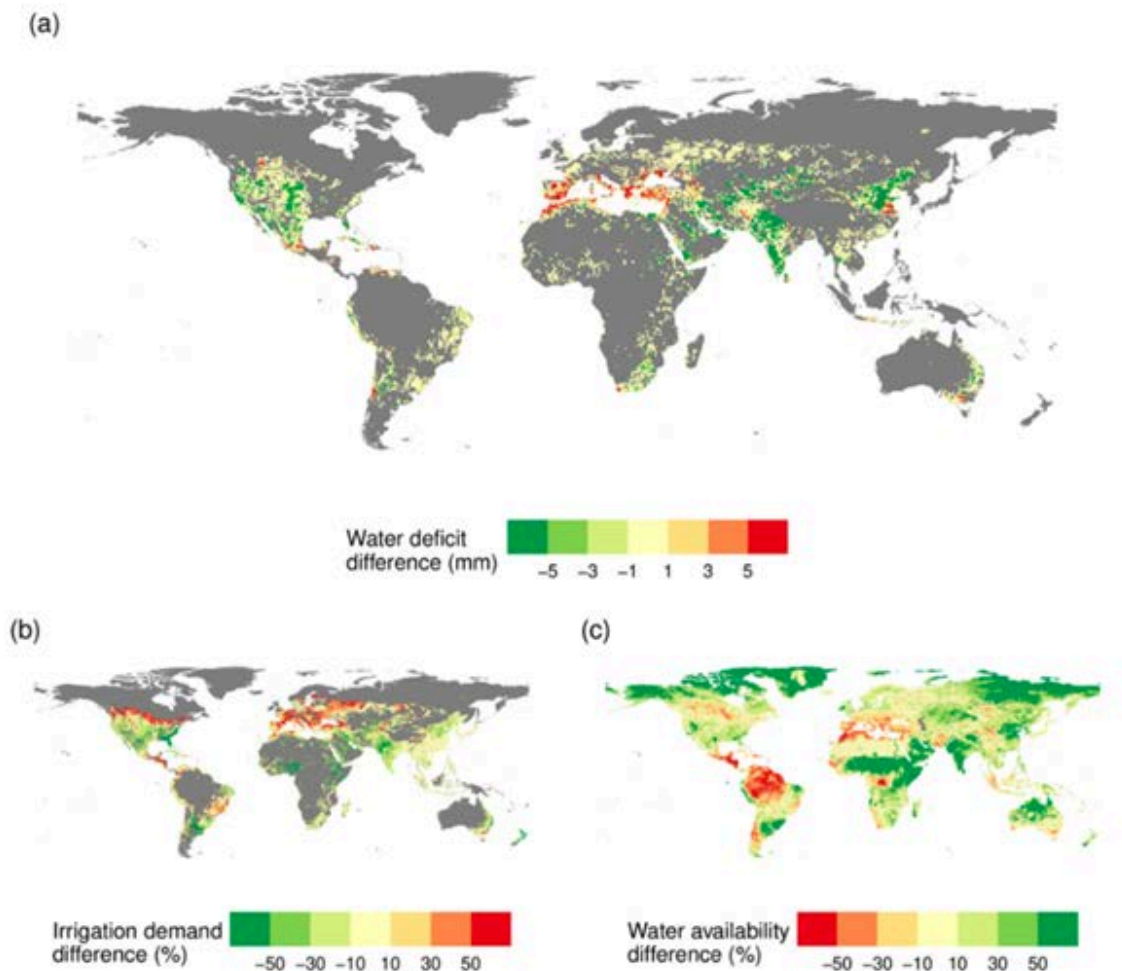 (a)
Water deficit
difference (mm)
−5 −3 −1 1 3 5
(b)
(c)
Irrigation demand
difference (%)
−50 −30 −10 10 30 50
Water availability
difference (%)
−50 −30 −10 10 30 50